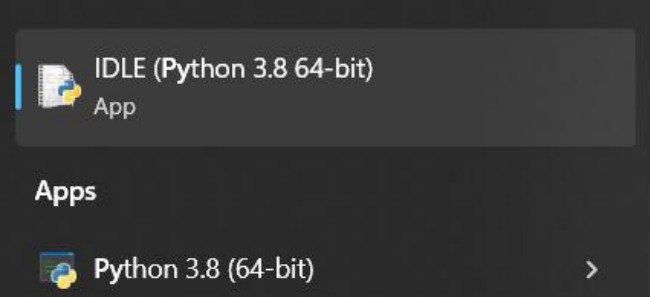 IDLE (Python 3.8 64-bit)
App
Apps
Python 3.8 (64-bit)